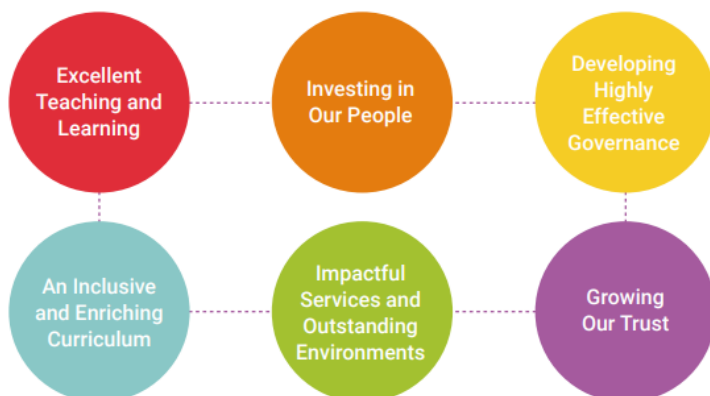 Excellent
Teaching and
Learning
Investing in
Our People
Developing
Highly
Effective
Governance
An Inclusive
and Enriching
Curriculum
Impactful
Services and
Outstanding
Environments
Growing
Our Trust